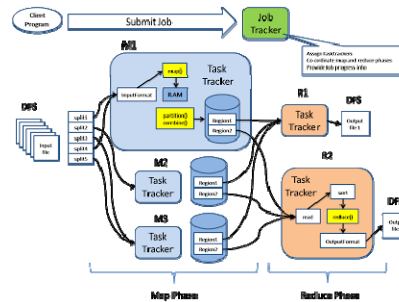 Client
Program
Submit Job
Job
Tracker
Assign tasktrackers
Co-ordinate map and reduce phases
Provide Job progress info
M1
map()
Task
Tracker
InputFormat
RAM
partition()
combine()
Region1
Region2
DFS
Input
file
split1
split2
split3
split4
split5
M2
Task
Tracker
Region1
Region2
M3
Task
Tracker
Region1
Region2
R1
Task
Tracker
DFS
Output
file 1
R2
Task
Tracker
sort
read
reduce()
OutputFormat
DF
Output
Map Phase
Reduce Phase